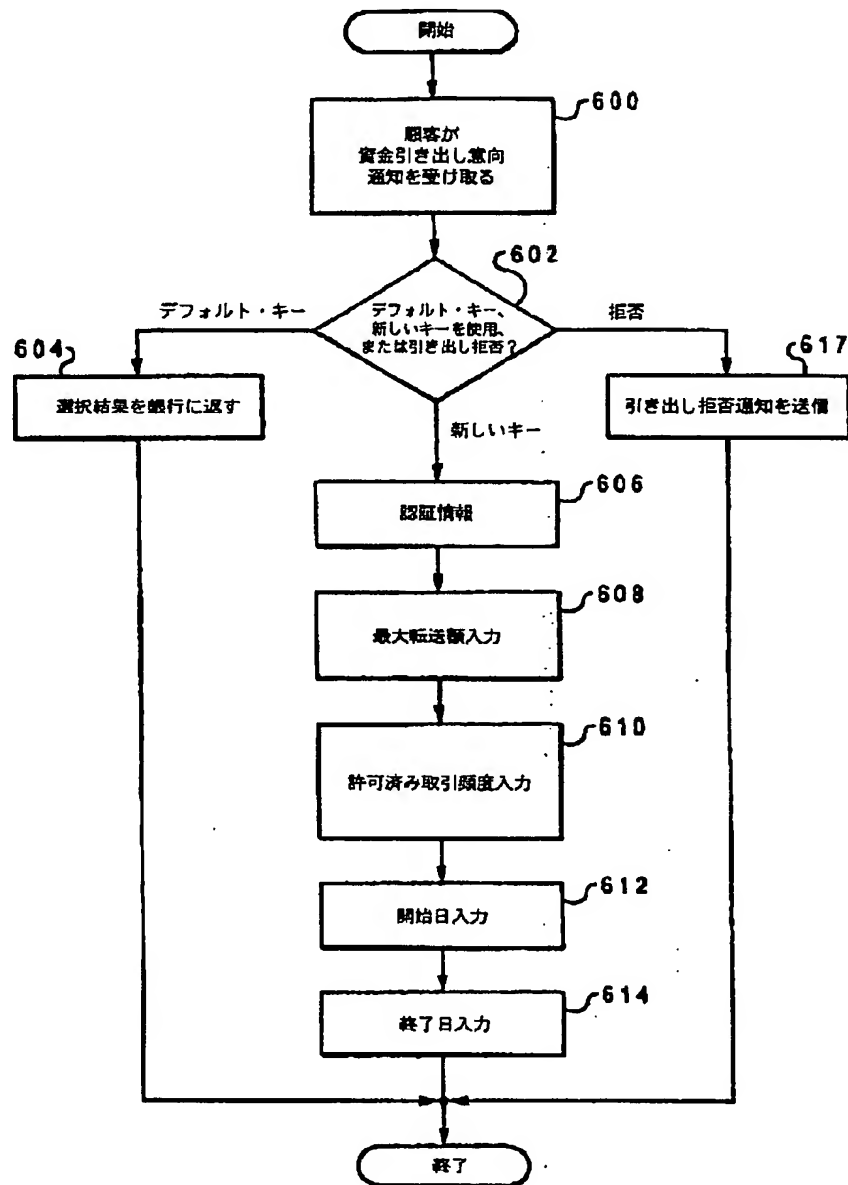 開始
600
顧客が
資金引き出し意向
通知を受け取る
602
デフォルト・キー
デフォルト・キー、
新しいキーを使用、
または引き出し拒否?
拒否
604
選択結果を銀行に返す
617
引き出し拒否通知を送信
新しいキー
606
認証情報
608
最大転送額入力
610
許可済み取引頻度入力
612
開始日入力
614
終了日入力
終了